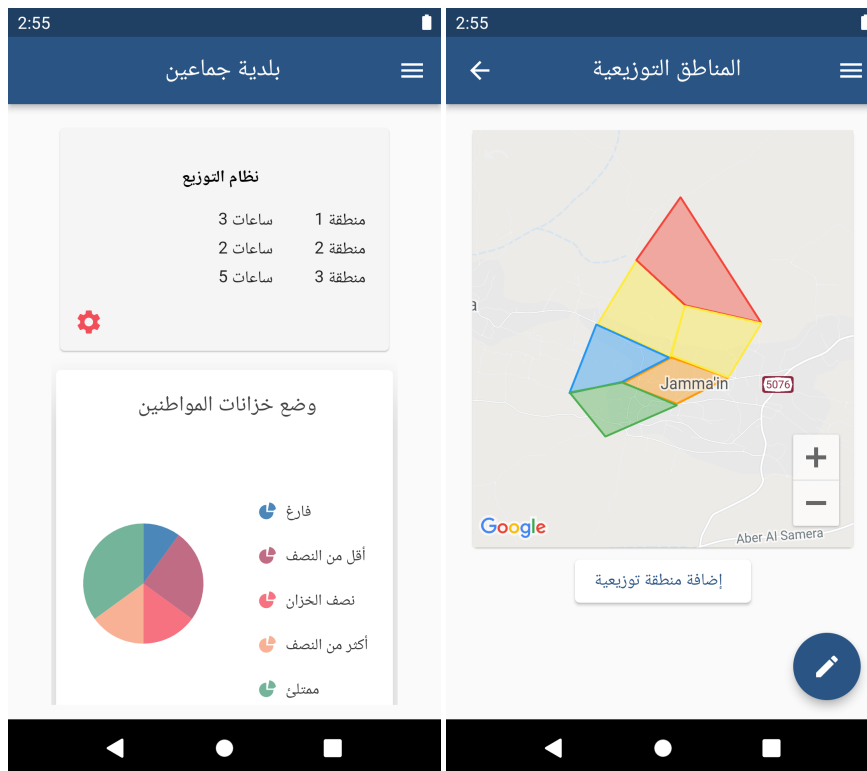 2:55
بلدية جماعين
نظام التوزيع
منطقة 1 ساعات 3
منطقة 2 ساعات 2
منطقة 3 ساعات 5
وضع خزانات المواطنين
فارغ
أقل من النصف
نصف الخزان
أكثر من النصف
ممتلئ
2:55
المناطق التوزيعية
a
Jamma'in
5076
+
−
Google
Aber Al Samera
إضافة منطقة توزيعية